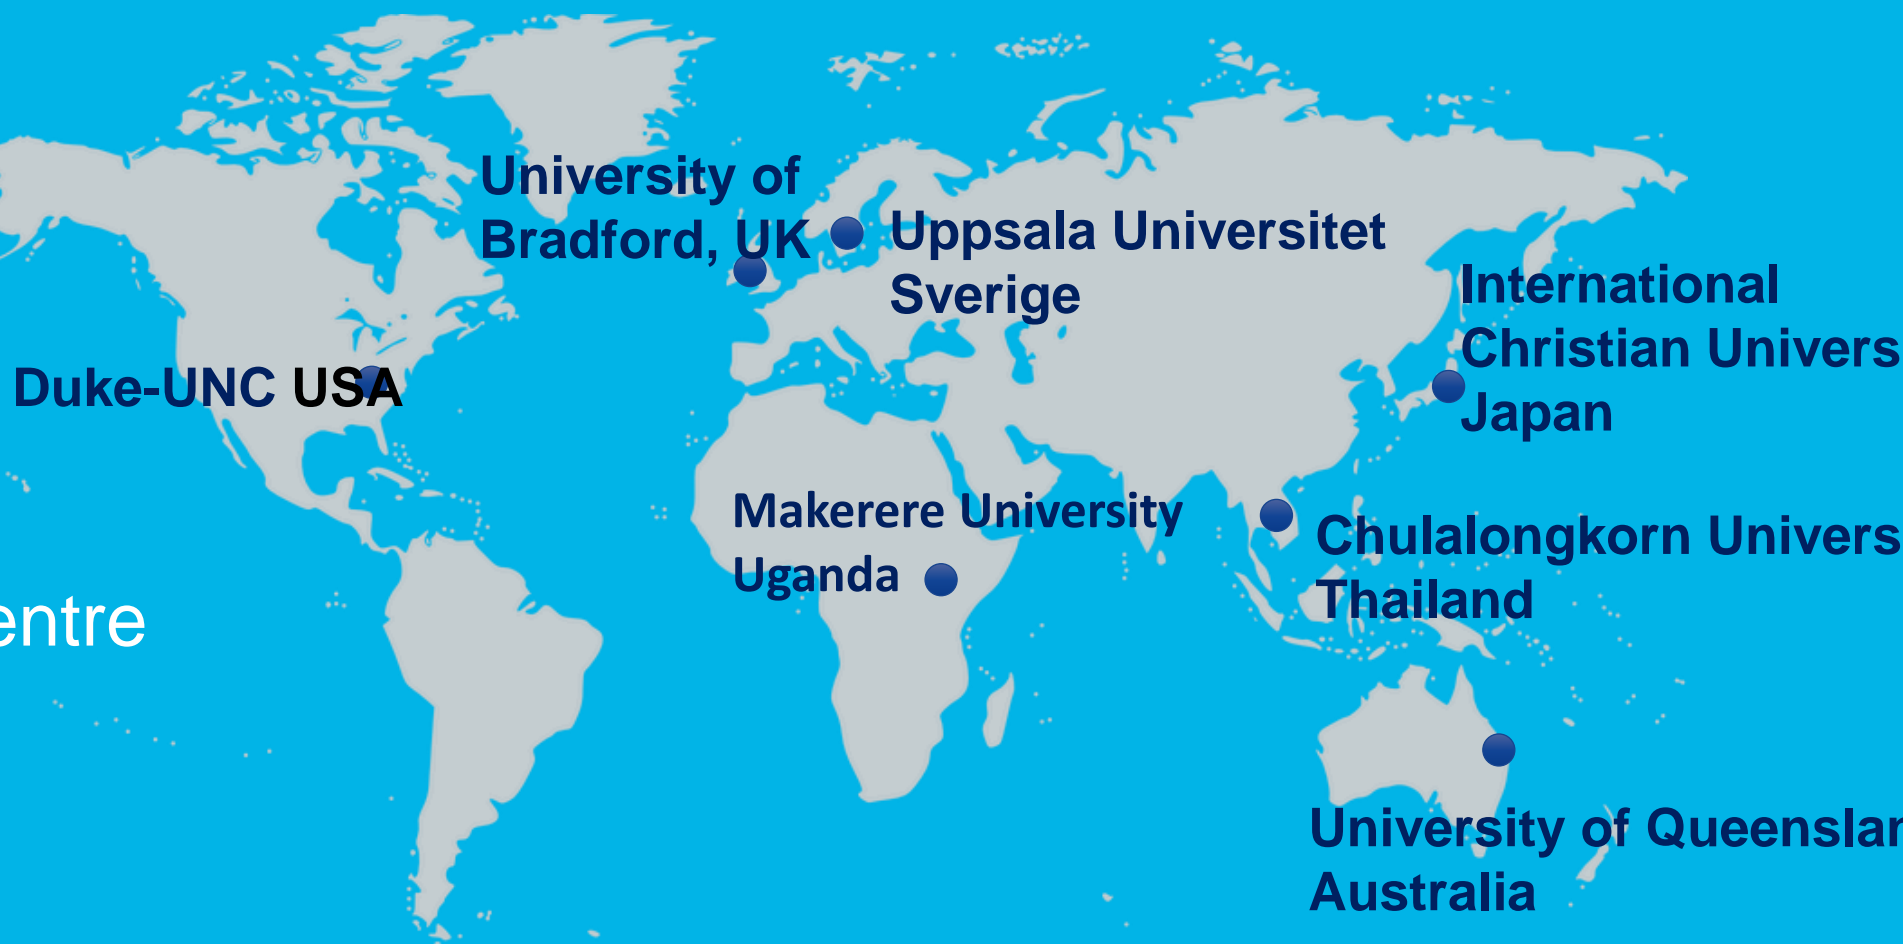 University of
Bradford, UK
Uppsala Universitet
Sverige
International
Christian Univers
Japan
Duke-UNC USA
Makerere University
Uganda
Chulalongkorn Univers
Thailand
entre
University of Queenslan
Australia